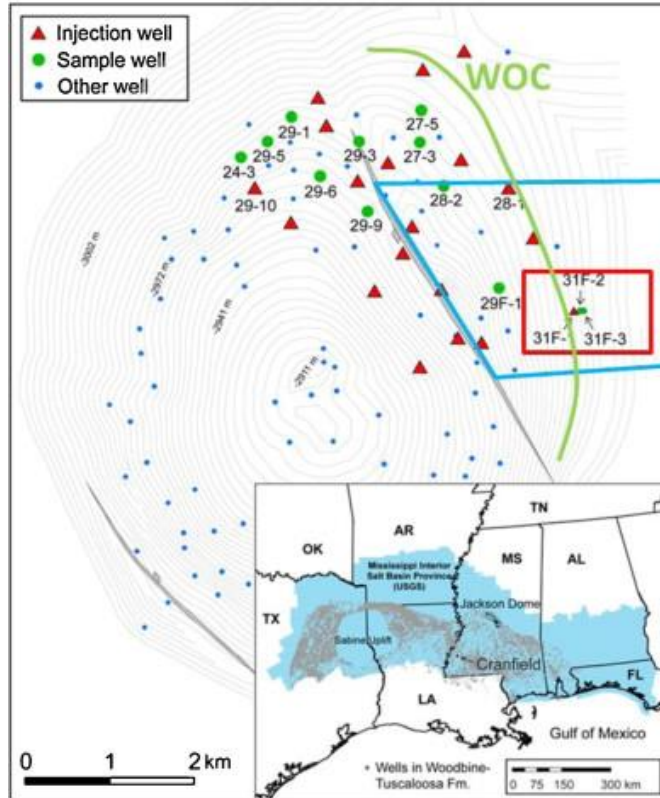 Injection well
Sample well
Other well
WOC
29-1
27-5
29-5
29-3
27-3
24-3
29-6
29-10
28-2
28-1
29-9
-3002 m
-2972 m
-2941 m
-2911 m
29F-1
31F-2
31F-
31F-3
0 1 2 km
TN
OK
AR
MS
AL
Mississippi Interior
Salt Basin Province
(USGS)
TX
Jackson Dome
Sabine Uplift
Cranfield
FL
LA
Gulf of Mexico
Wells in Woodbine-
Tuscaloosa Fm.
km
0 75 150 300